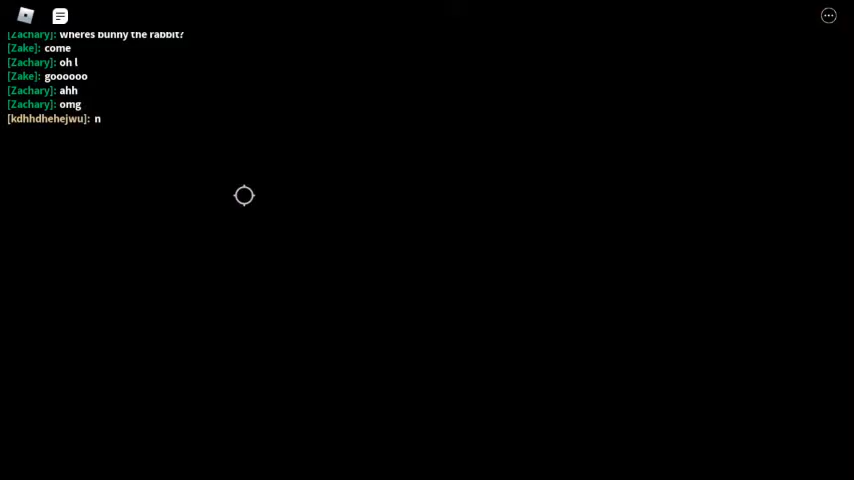 [Zachary]: wheres bunny the rabbit?
[Zake]: come
[Zachary]: oh l
[Zake]: goooooo
[Zachary]: ahh
[Zachary]: omg
[kdhhdhehejwu]: n